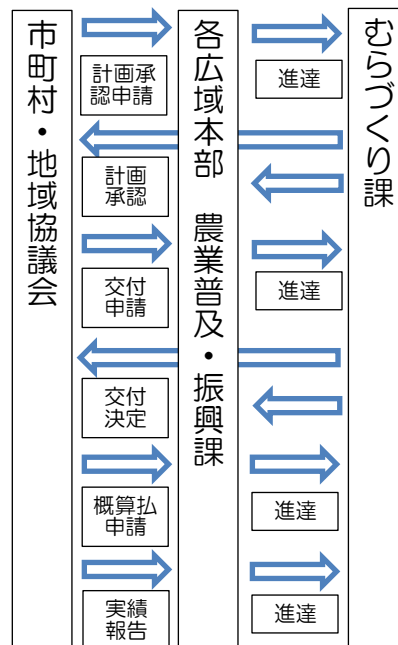 市町村・地域協議会
各広域本部　農業普及・振興課
むらづくり課
計画承
認申請
進達
計画
承認
交付
申請
進達
交付
決定
概算払
申請
進達
実績
報告
進達